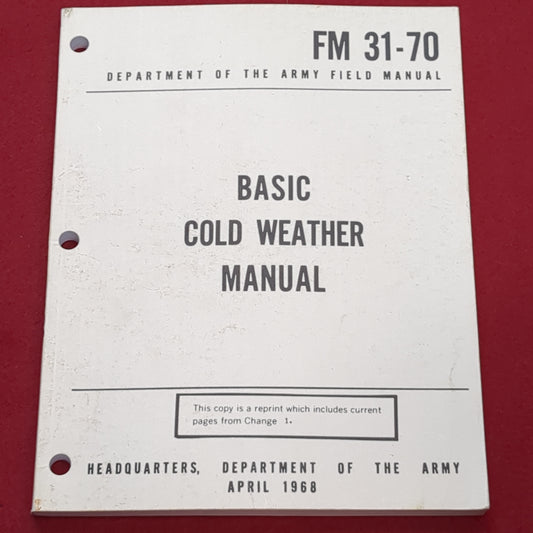 FM 31-70
DEPARTMENT OF THE ARMY FIELD MANUAL
BASIC
COLD WEATHER
MANUAL
This copy is a reprint which includes current
pages from Change 1.
HEADQUARTERS, DEPARTMENT OF THE ARMY
APRIL 1968